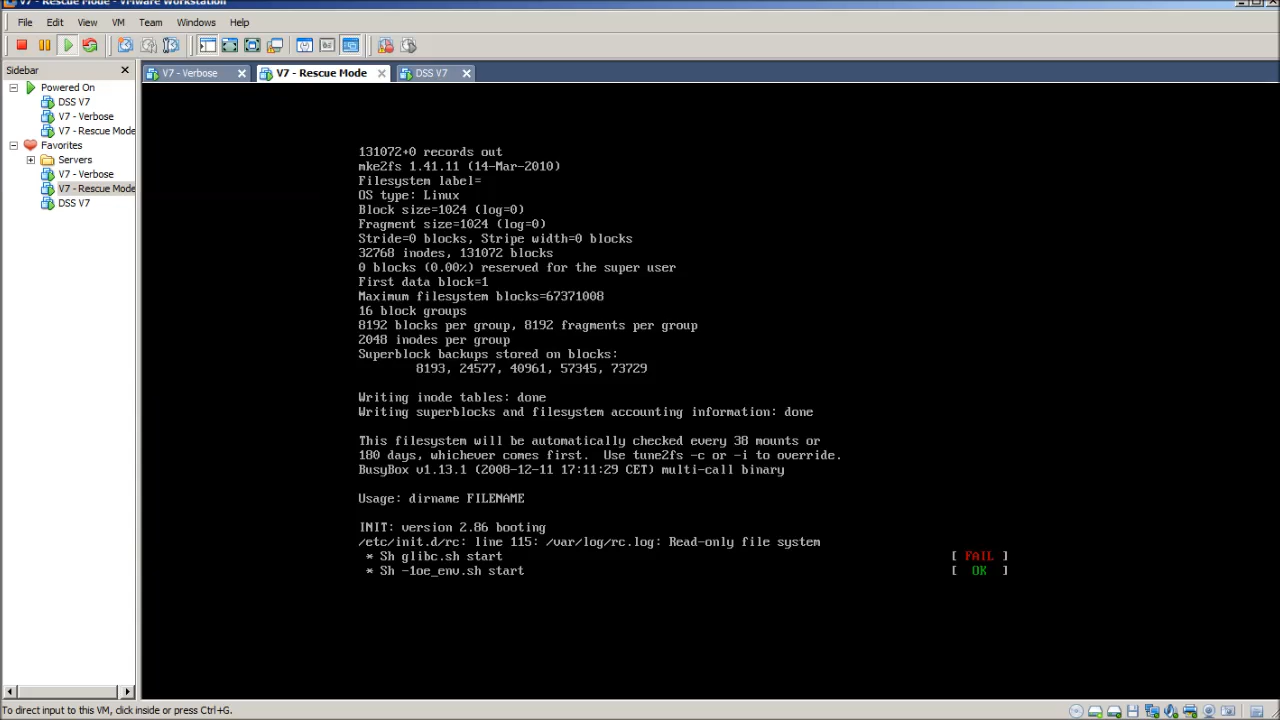 V7 - Rescue Mode - VMware Workstation
File Edit View VM Team Windows Help
Sidebar
V7 - Verbose
V7 - Rescue Mode
DSS V7
Powered On
DSS V7
V7 - Verbose
V7 - Rescue Mode
Favorites
Servers
V7 - Verbose
V7 - Rescue Mode
DSS V7
131072+0 records out
mke2fs 1.41.11 (14-Mar-2010)
Filesystem label=
OS type: Linux
Block size=1024 (log=0)
Fragment size=1024 (log=0)
Stride=0 blocks, Stripe width=0 blocks
32768 inodes, 131072 blocks
0 blocks (0.00%) reserved for the super user
First data block=1
Maximum filesystem blocks=67371008
16 block groups
8192 blocks per group, 8192 fragments per group
2048 inodes per group
Superblock backups stored on blocks:
8193, 24577, 40961, 57345, 73729
Writing inode tables: done
Writing superblocks and filesystem accounting information: done
This filesystem will be automatically checked every 38 mounts or
180 days, whichever comes first.  Use tune2fs -c or -i to override.
BusyBox v1.13.1 (2008-12-11 17:11:29 CET) multi-call binary
Usage: dirname FILENAME
INIT: version 2.86 booting
/etc/init.d/rc: line 115: /var/log/rc.log: Read-only file system
* Sh glibc.sh start [ FAIL ]
* Sh -1oe_env.sh start [ OK ]
To direct input to this VM, click inside or press Ctrl+G.